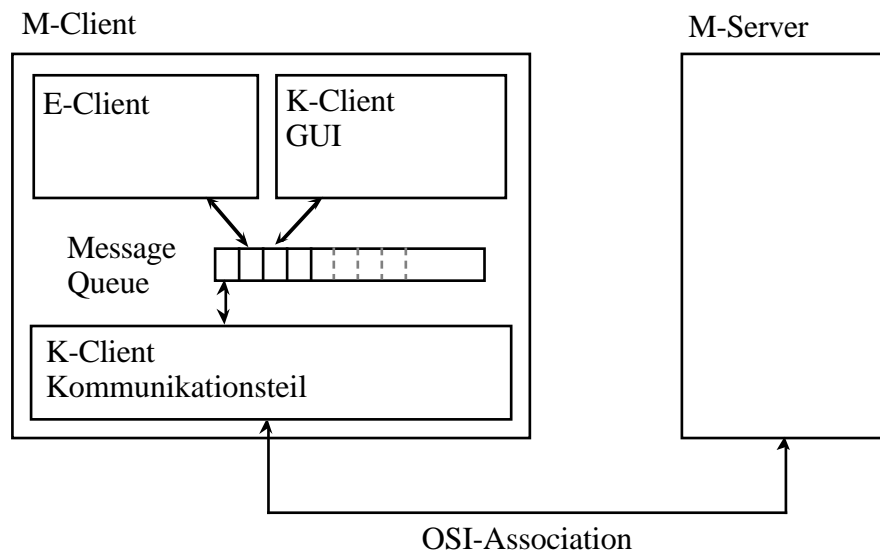 M-Client
M-Server
E-Client
K-Client
GUI
Message
Queue
K-Client
Kommunikationsteil
OSI-Association